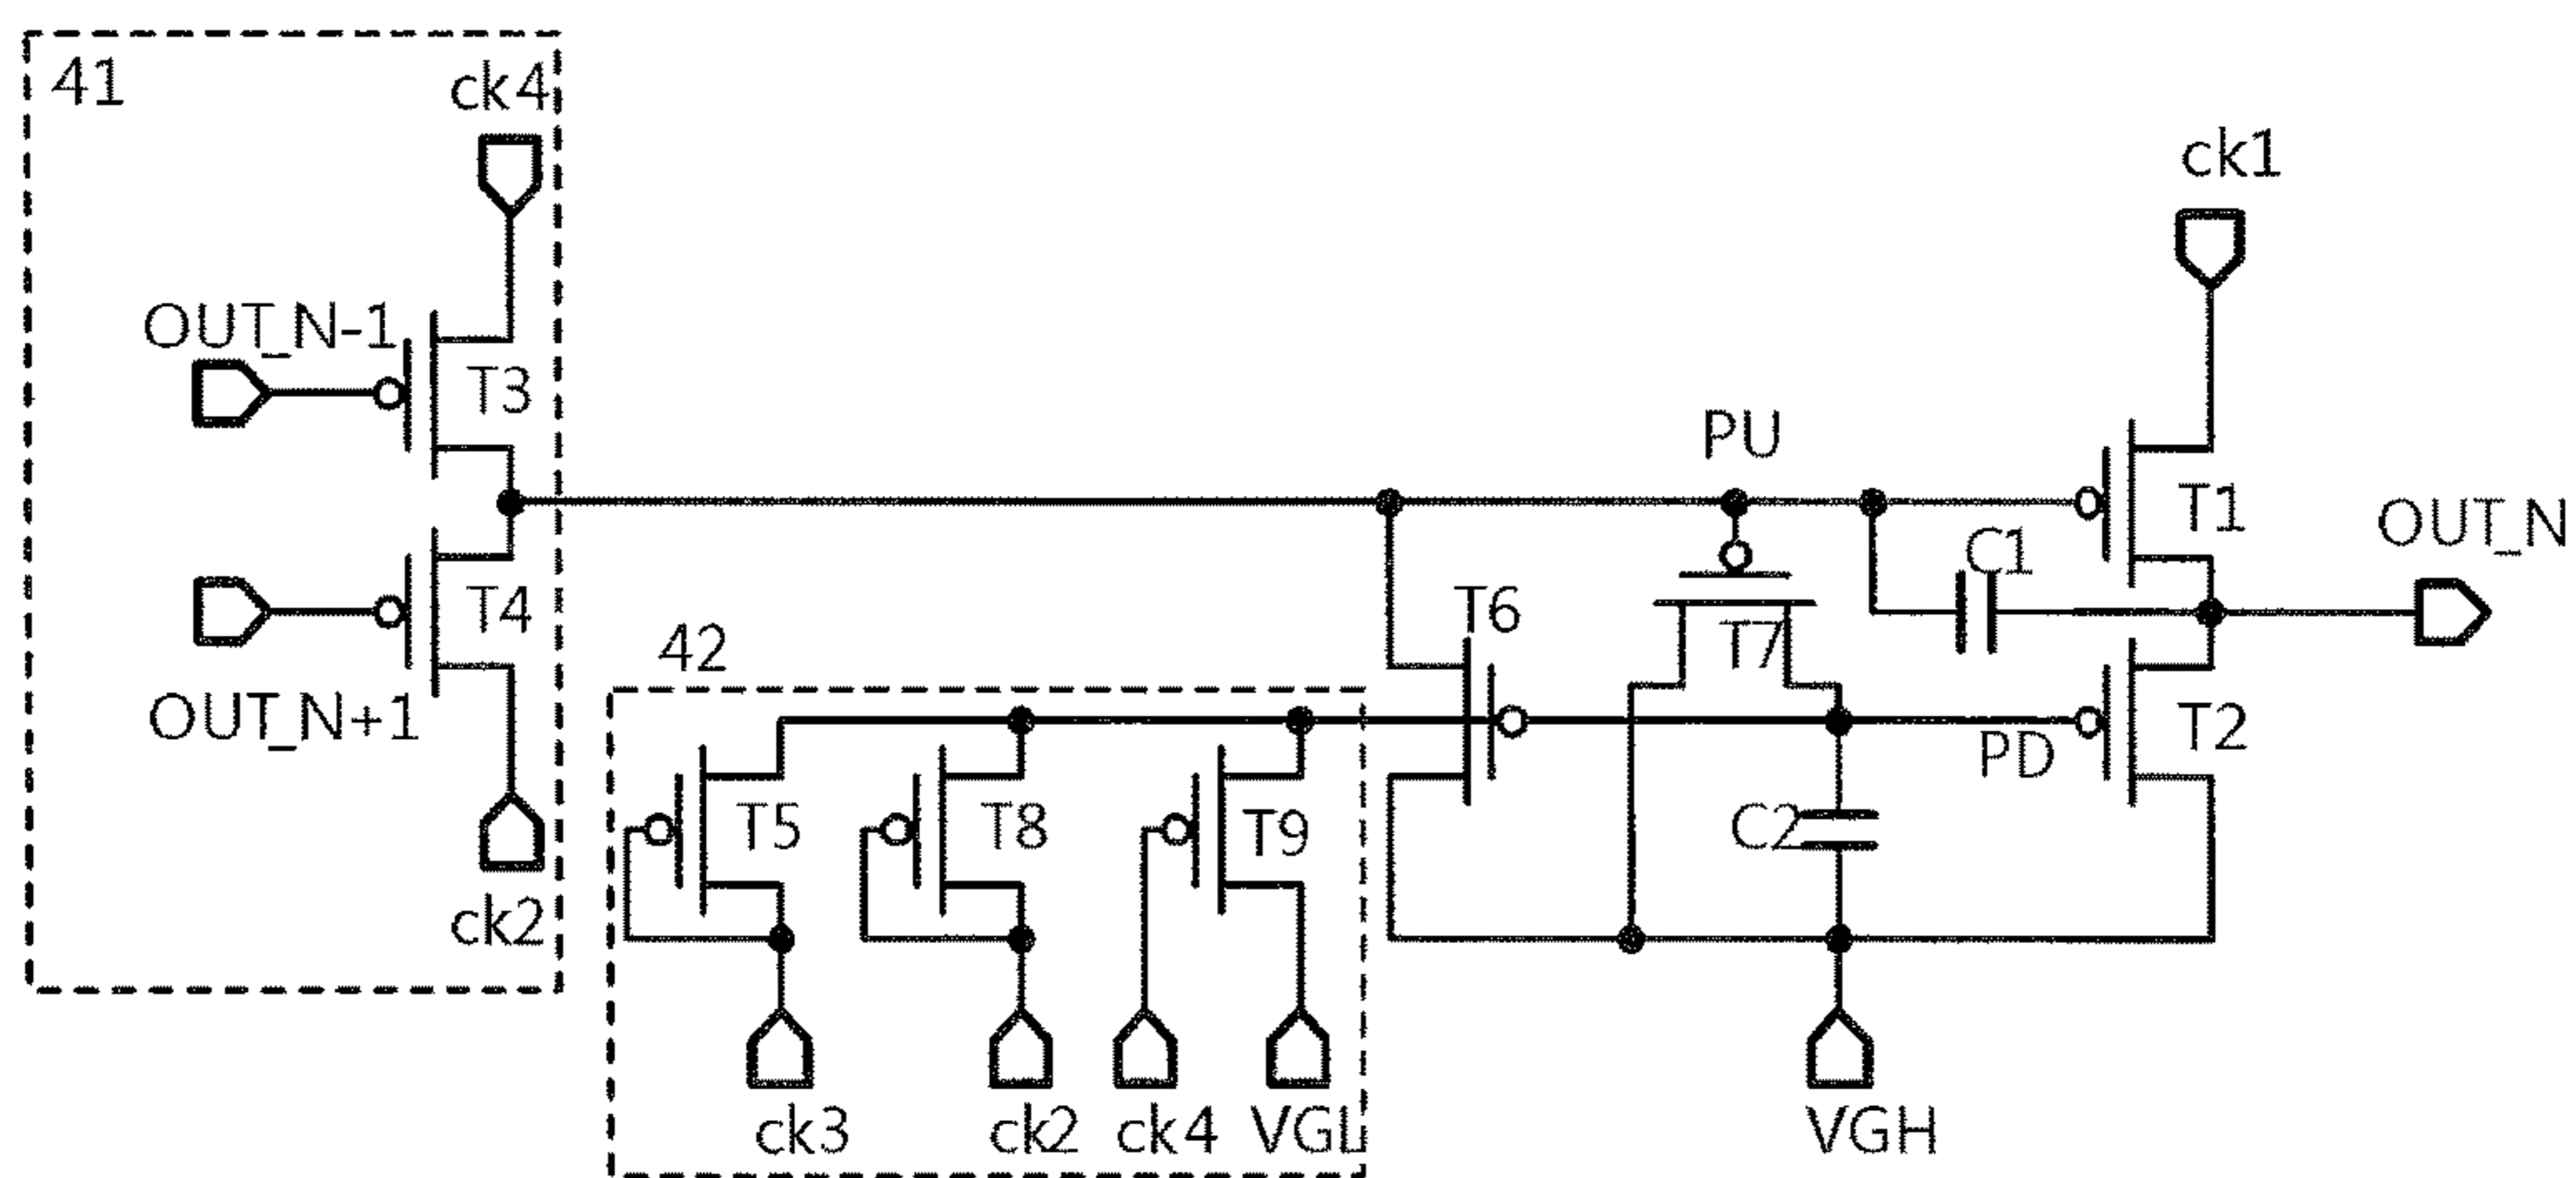 41
ck4
ck1
OUT_N-1
T3
PU
T1
OUT_N
C1
T4
T6
T7
42
OUT_N+1
PD
T2
T5
T8
T9
C2
ck2
ck3
ck2
ck4
VGL
VGH